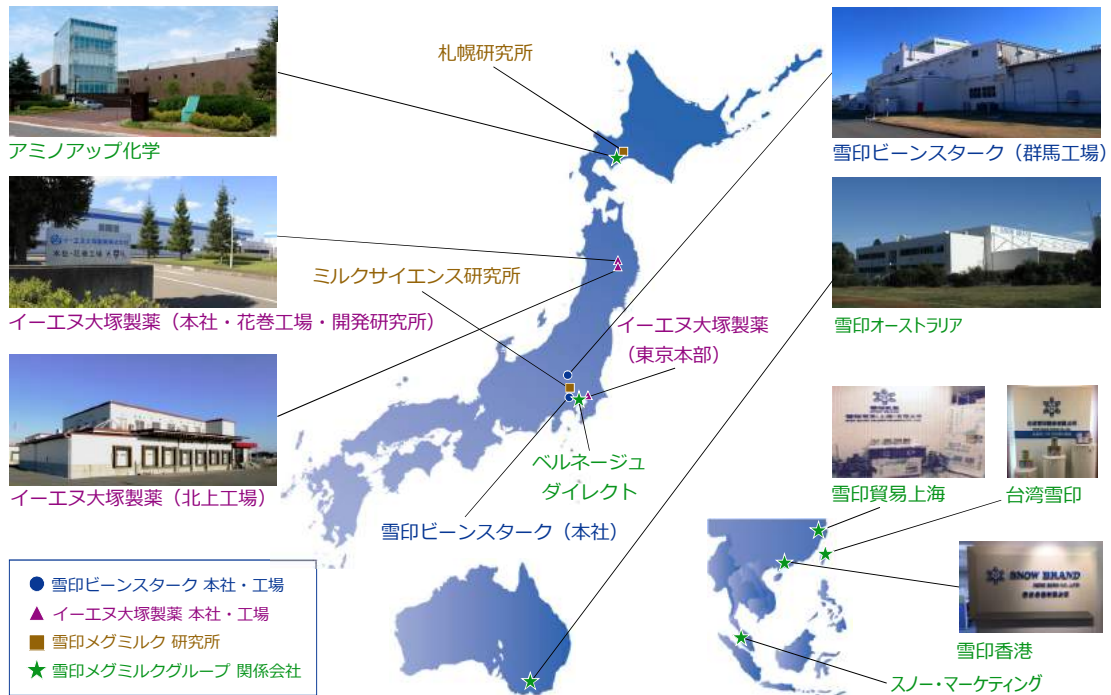 アミノアップ化学
札幌研究所
雪印ビーンスターク（群馬工場）
イーエヌ大塚製薬（本社・花巻工場・開発研究所）
ミルクサイエンス研究所
イーエヌ大塚製薬
（東京本部）
雪印オーストラリア
イーエヌ大塚製薬（北上工場）
ベルネージュ
ダイレクト
雪印ビーンスターク（本社）
雪印貿易上海
台湾雪印
SNOW BRAND
雪印香港
スノー・マーケティング
雪印ビーンスターク 本社・工場
イーエヌ大塚製薬 本社・工場
雪印メグミルク 研究所
雪印メグミルクグループ 関係会社